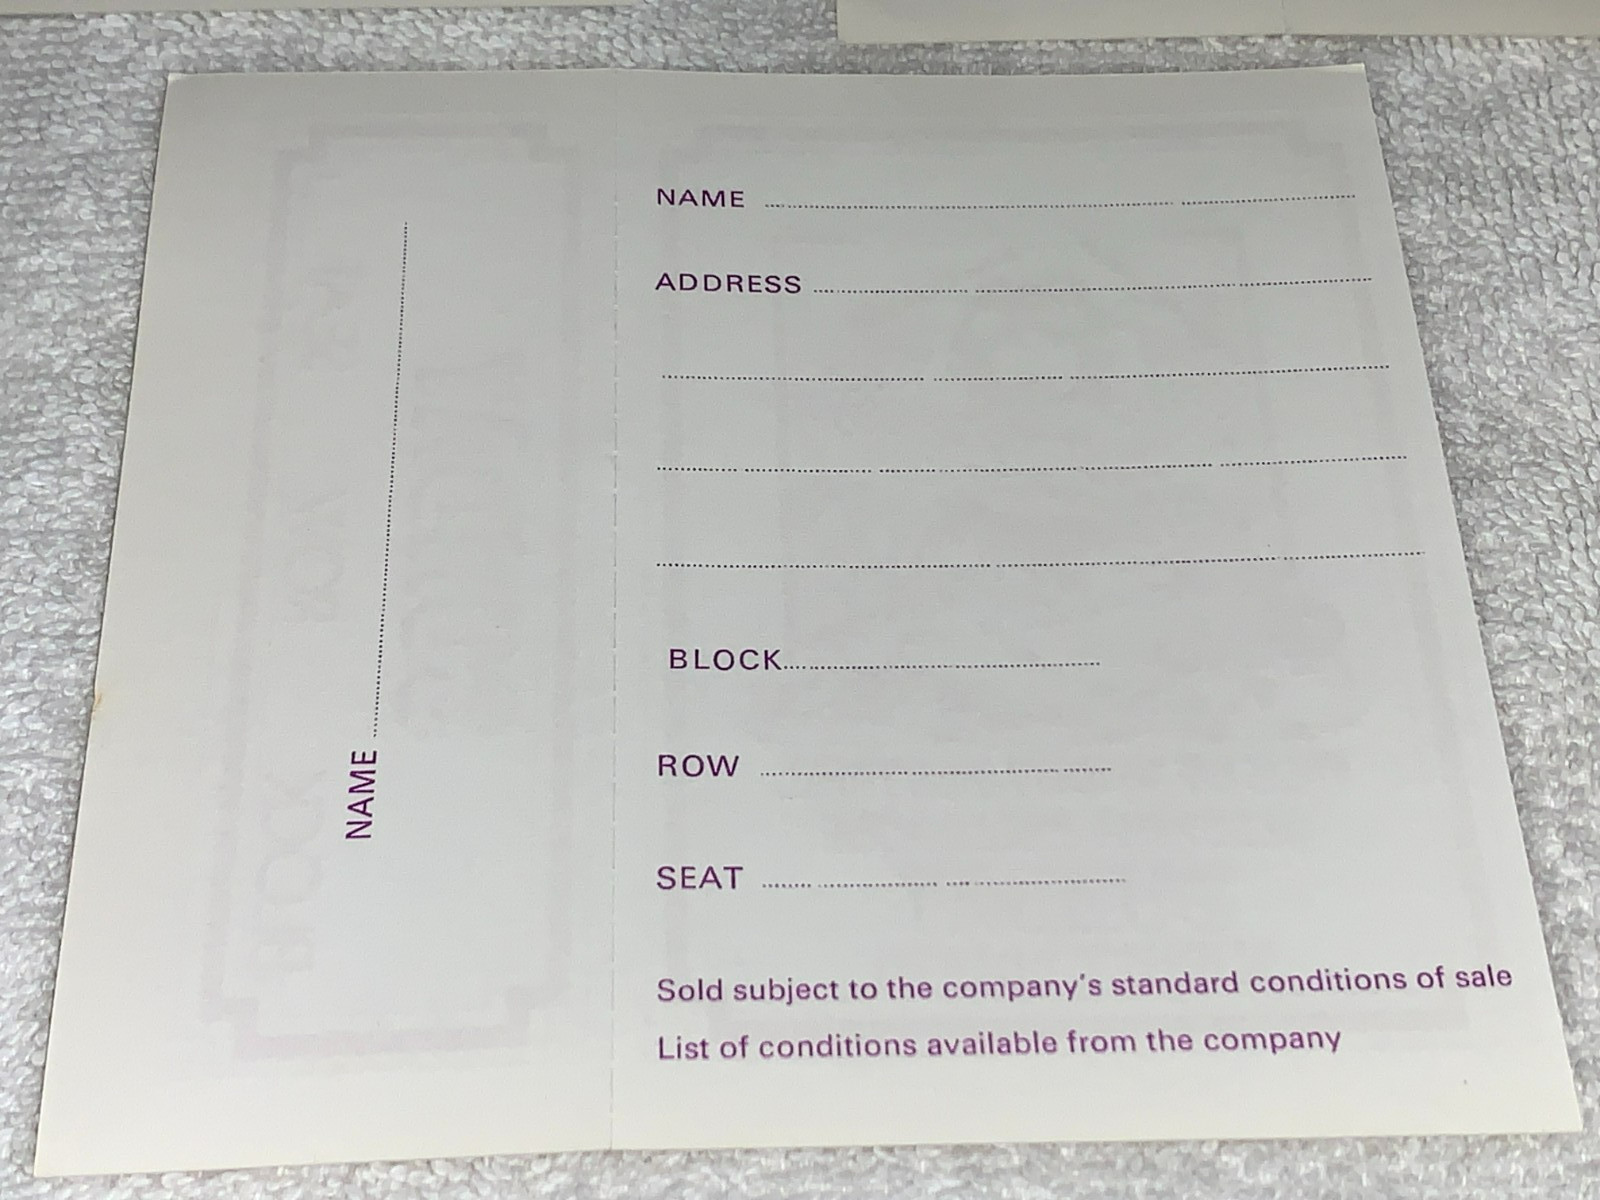 NAME
NAME
ADDRESS
BLOCK
ROW
SEAT
Sold subject to the company's standard conditions of sale
List of conditions available from the company